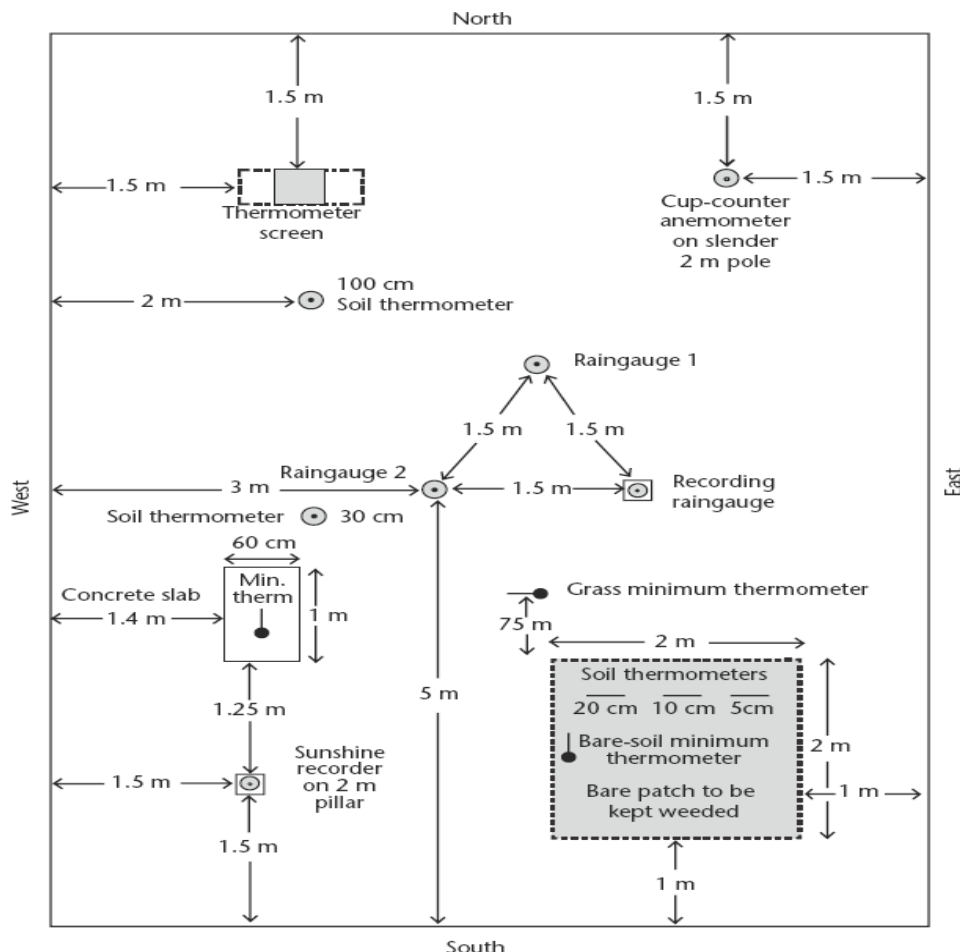 North
1.5 m
1.5 m
1.5 m
Thermometer
screen
1.5 m
Cup-counter
anemometer
on slender
2 m pole
2 m
100 cm
Soil thermometer
Raingauge 1
1.5 m
1.5 m
West
East
3 m
Raingauge 2
1.5 m
Recording
raingauge
Soil thermometer
30 cm
60 cm
Concrete slab
1.4 m
Min.
therm
1 m
Grass minimum thermometer
75 m
2 m
5 m
1.25 m
Soil thermometers
20 cm 10 cm 5cm
Bare-soil minimum
thermometer
2 m
Bare patch to be
kept weeded
1 m
1.5 m
Sunshine
recorder
on 2 m
pillar
1.5 m
1 m
South